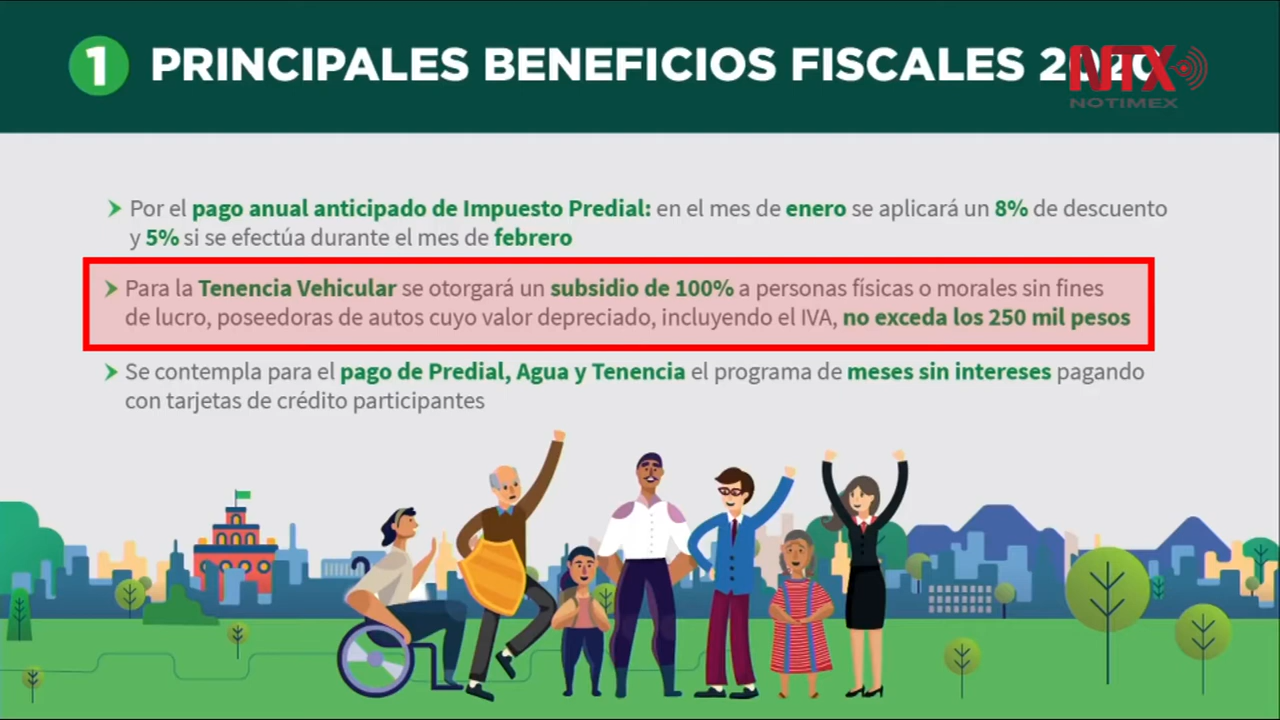 1 PRINCIPALES BENEFICIOS FISCALES 2020
NTX
NOTIMEX
Por el pago anual anticipado de Impuesto Predial: en el mes de enero se aplicará un 8% de descuento
y 5% si se efectúa durante el mes de febrero
Para la Tenencia Vehicular se otorgará un subsidio de 100% a personas físicas o morales sin fines
de lucro, poseedoras de autos cuyo valor depreciado, incluyendo el IVA, no exceda los 250 mil pesos
Se contempla para el pago de Predial, Agua y Tenencia el programa de meses sin intereses pagando
con tarjetas de crédito participantes